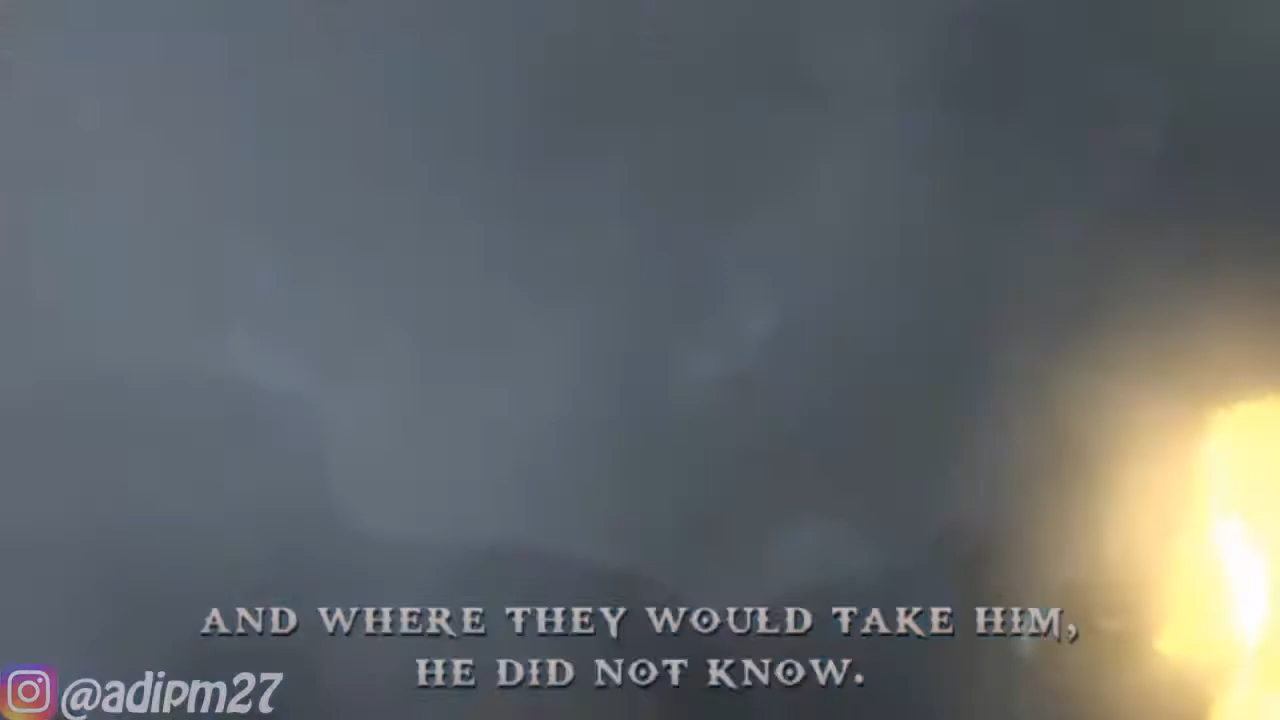 AND WHERE THEY WOULD TAKE HIM,
HE DID NOT KNOW.
@adipm27